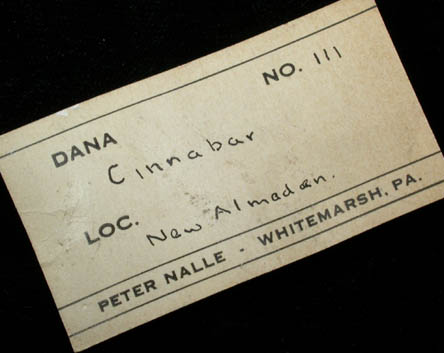 NO. 111
DANA
Cinnabar
LOC.
New Almaden.
PETER NALLE - WHITEMARSH, PA.